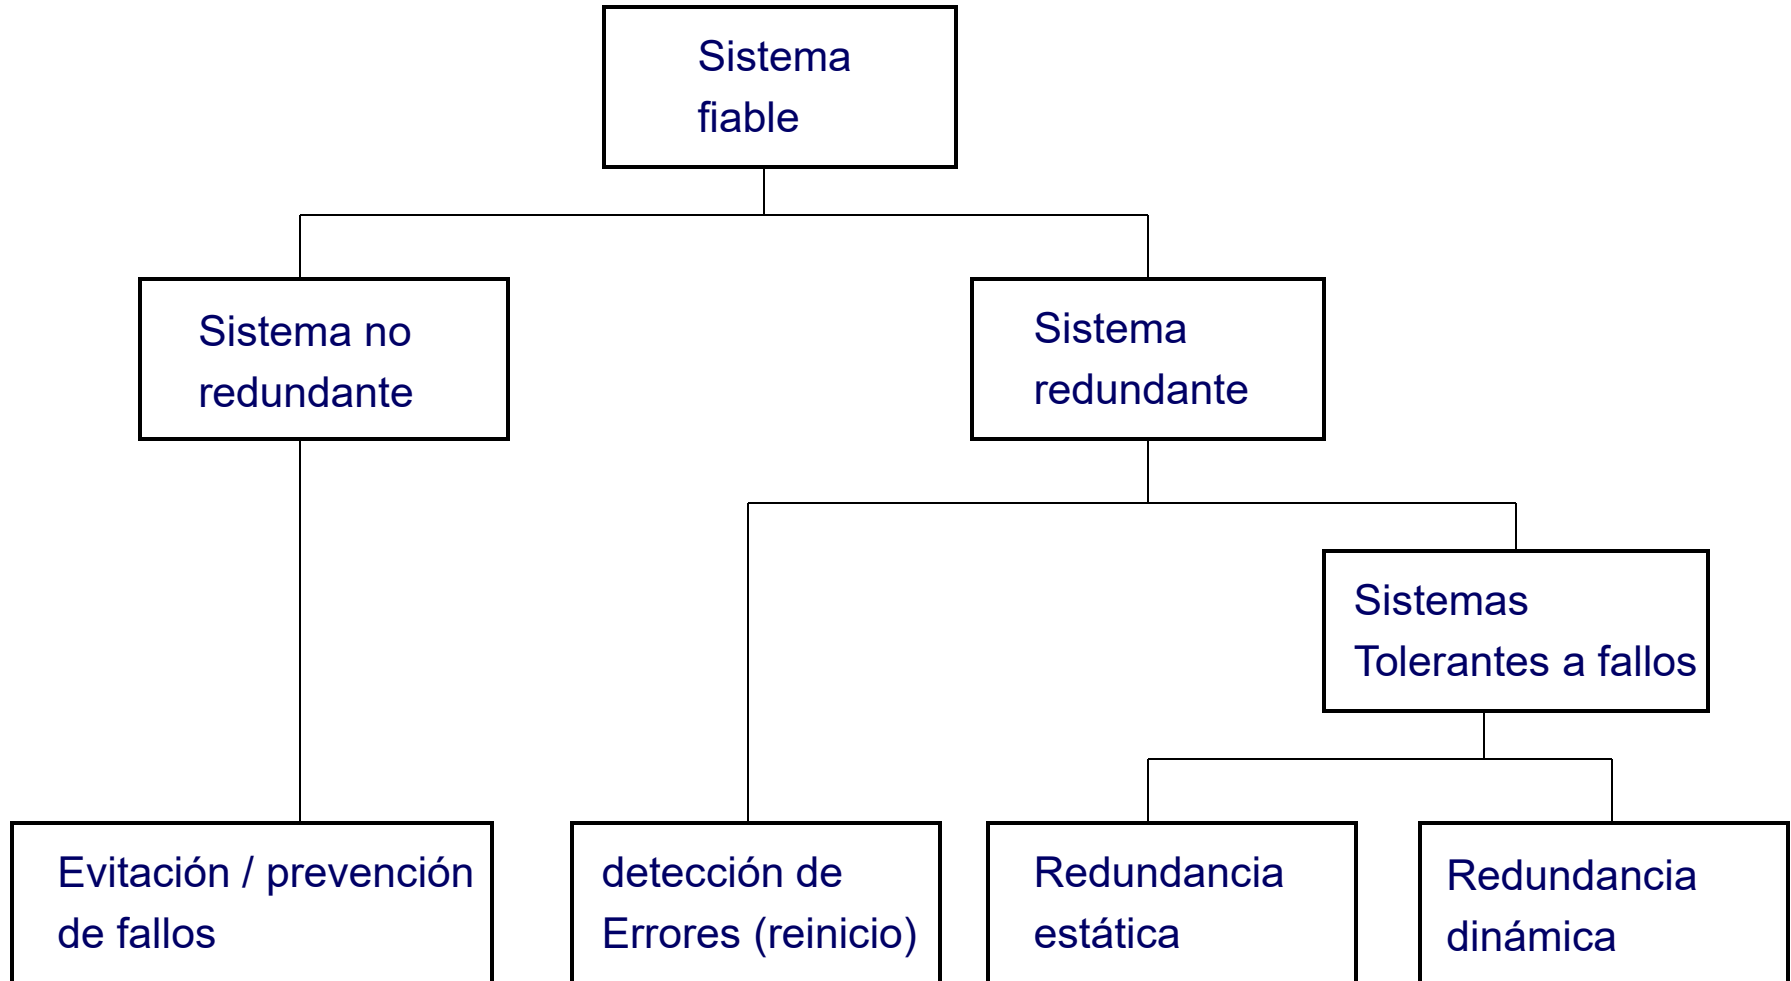 Sistema
fiable
Sistema no
redundante
Sistema
redundante
Sistemas
Tolerantes a fallos
Evitación / prevención
de fallos
detección de
Errores (reinicio)
Redundancia
estática
Redundancia
dinámica